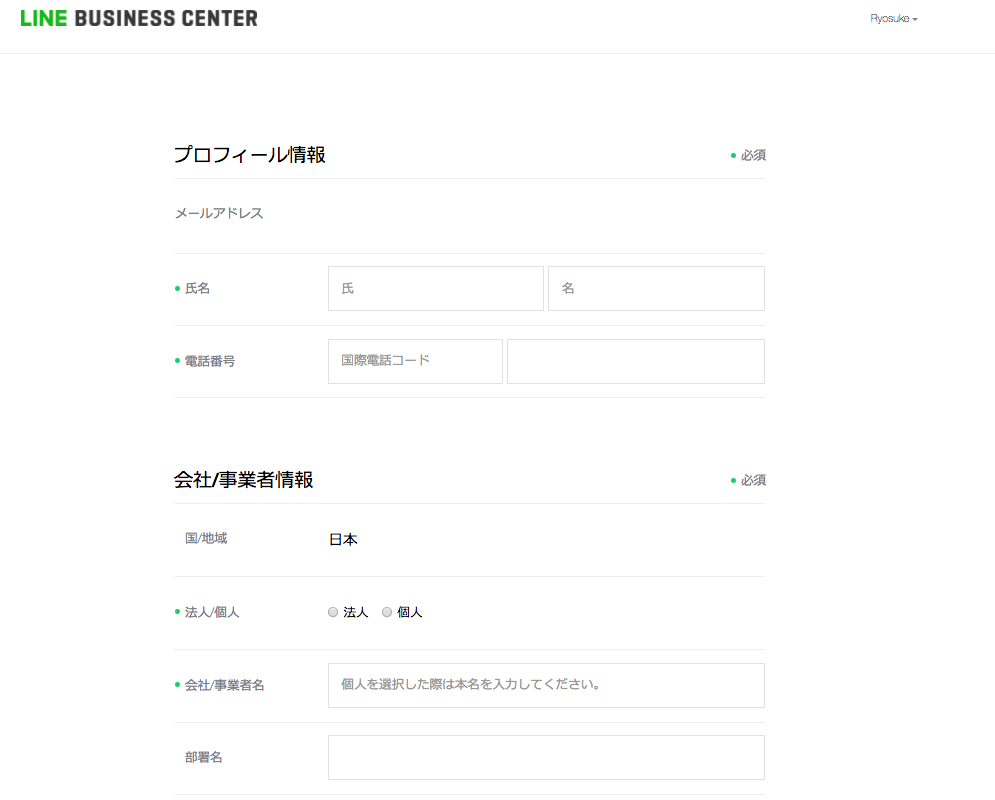 LINE BUSINESS CENTER
Ryosuke
プロフィール情報
必須
メールアドレス
氏名
氏
名
電話番号
国際電話コード
会社/事業者情報
必須
国/地域
日本
法人/個人
法人
個人
会社/事業者名
個人を選択した際は本名を入力してください。
部署名